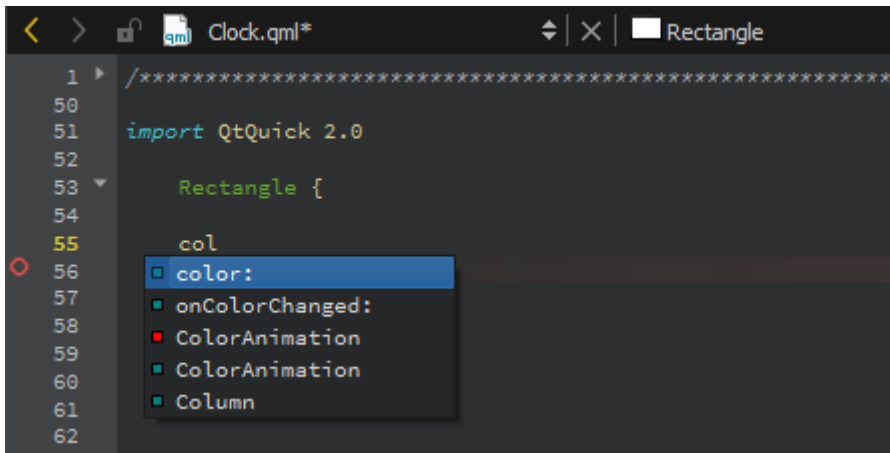 qml Clock.qml* Rectangle
1 /*********************************************************
50
51 import QtQuick 2.0
52
53 Rectangle {
54
55 col
56 color:
57 onColorChanged:
58 ColorAnimation
59
60 ColorAnimation
61 Column
62